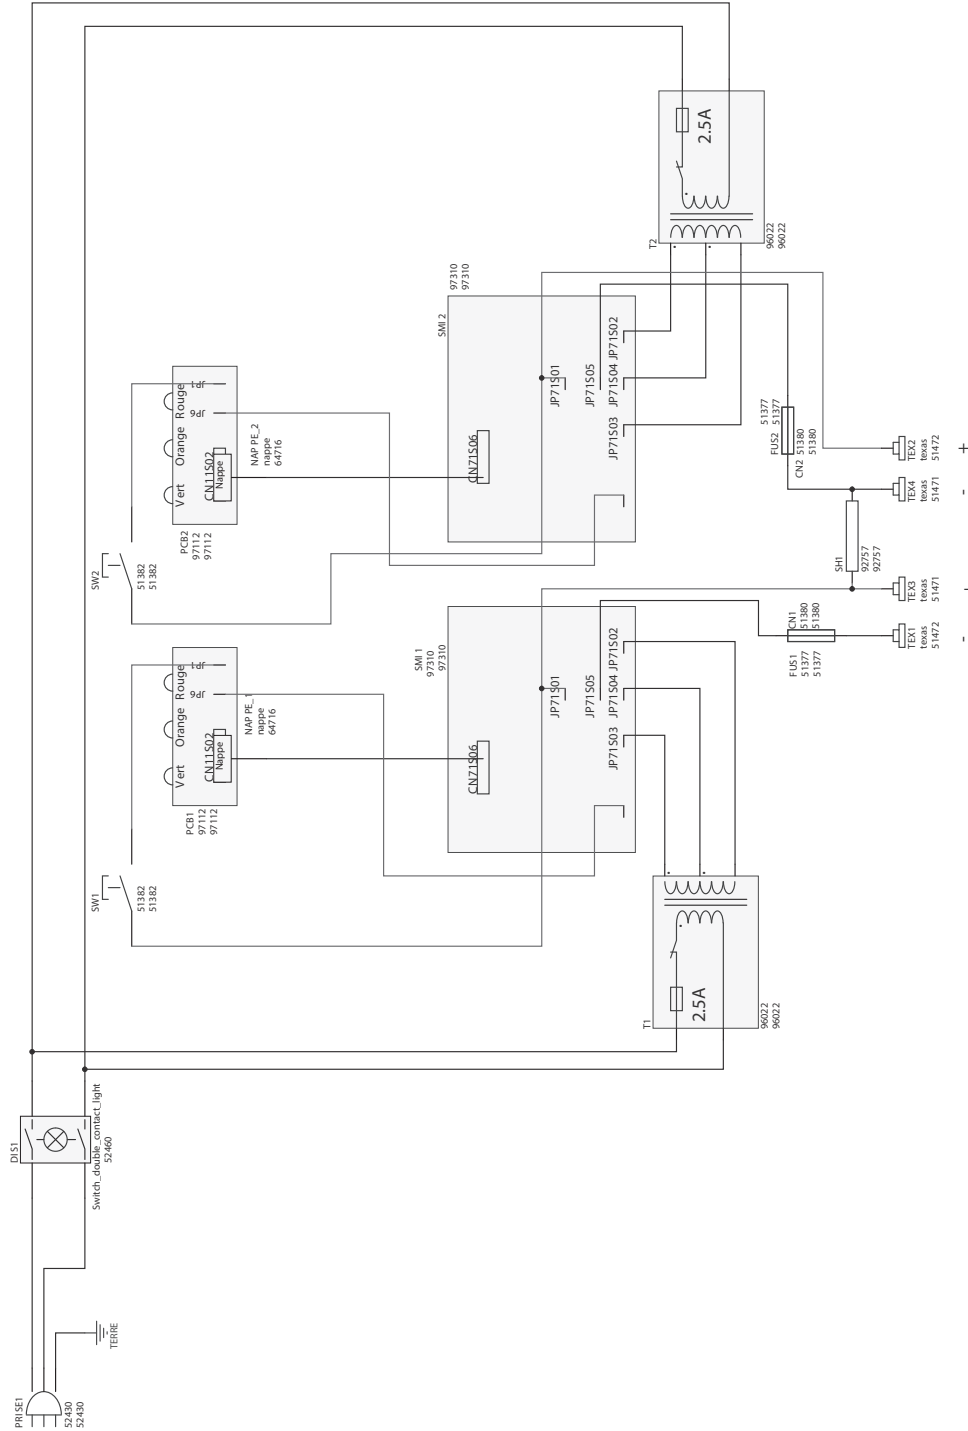 PRISE1
52430
52430
TERRE
DIS1
Switch_double_contact_light
52460
SW1
51382
51382
PCB1
97112
97112
Vert
Orange
Rouge
CN11S02
Nappe
JP6
JP1
NAP PE_1
nappe
64716
SMI 1
97310
97310
CN71S06
JP71S01
JP71S05
JP71S03
JP71S04
JP71S02
T1
2.5A
96022
96022
SW2
51382
51382
PCB2
97112
97112
Vert
Orange
Rouge
CN11S02
Nappe
JP6
JP1
NAP PE_2
nappe
64716
SMI 2
97310
97310
CN71S06
JP71S01
JP71S05
JP71S03
JP71S04
JP71S02
T2
2.5A
96022
96022
FUS1
51377
51377
CN1
51380
51380
SH1
92757
92757
FUS2
51377
51377
CN2
51380
51380
TEX1
texas
51472
-
TEX3
texas
51471
+
TEX4
texas
51471
-
TEX2
texas
51472
+